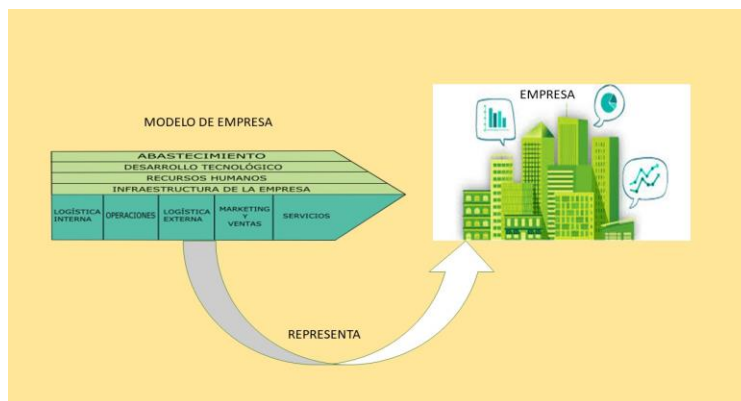 EMPRESA
MODELO DE EMPRESA
ABASTECIMIENTO
DESARROLLO TECNOLÓGICO
RECURSOS HUMANOS
INFRAESTRUCTURA DE LA EMPRESA
LOGÍSTICA
INTERNA
OPERACIONES
LOGÍSTICA
EXTERNA
MARKETING
Y
VENTAS
SERVICIOS
REPRESENTA